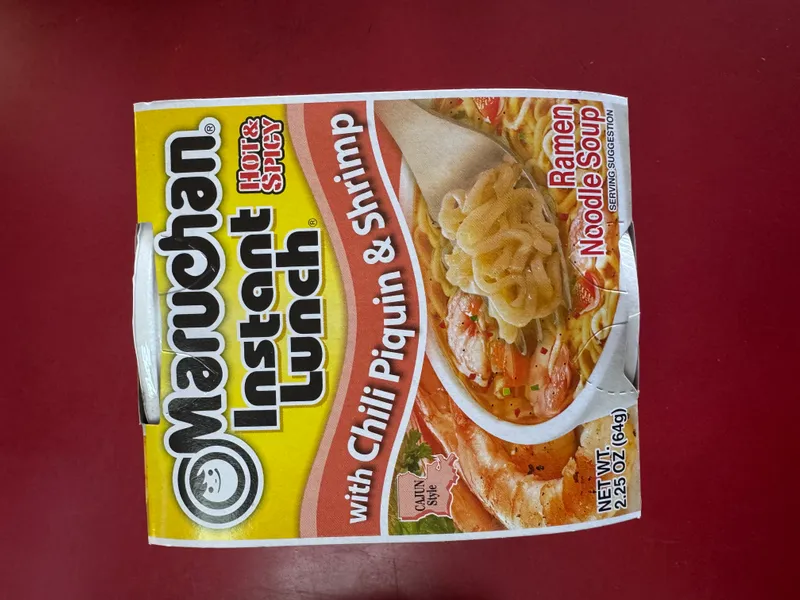 Maruchan®
Instant
Lunch®
HOT &
SPICY
with Chili Piquin & Shrimp
CAJUN
Style
Ramen
Noodle Soup
SERVING SUGGESTION
NET WT.
2.25 OZ (64g)